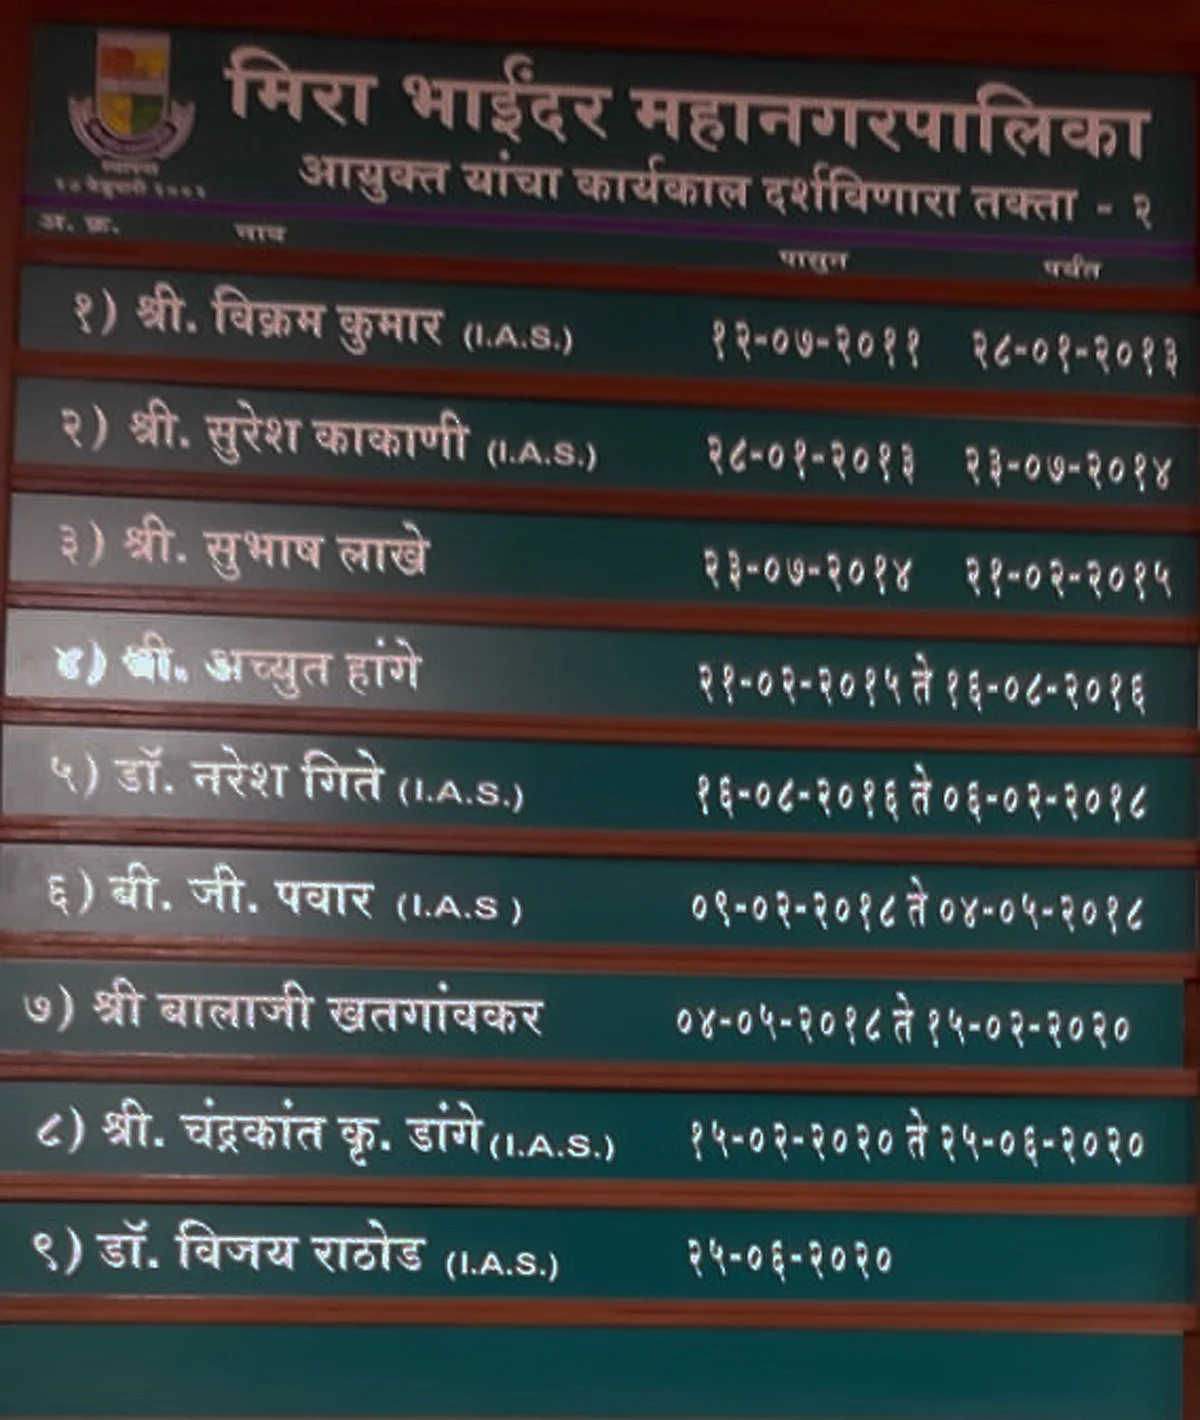 मिरा भाईंदर महानगरपालिका
आयुक्त यांचा कार्यकाल दर्शविणारा तक्ता - २
स्थापना
अ. क्र. नाव पासुन पर्यंत
१) श्री. विक्रम कुमार (I.A.S.) १२-०७-२०११ २८-०१-२०१३
२) श्री. सुरेश काकाणी (I.A.S.) २८-०१-२०१३ २३-०७-२०१४
३) श्री. सुभाष लाखे २३-०७-२०१४ २१-०२-२०१५
४) श्री. अच्युत हांगे २१-०२-२०१५ ते १६-०८-२०१६
५) डॉ. नरेश गिते (I.A.S.) १६-०८-२०१६ ते ०६-०२-२०१८
६) बी. जी. पवार (I.A.S ) ०९-०२-२०१८ ते ०४-०५-२०१८
७) श्री बालाजी खतगांवकर ०४-०५-२०१८ ते १५-०२-२०२०
८) श्री. चंद्रकांत कृ. डांगे (I.A.S.) १५-०२-२०२० ते २५-०६-२०२०
९) डॉ. विजय राठोड (I.A.S.) २५-०६-२०२०